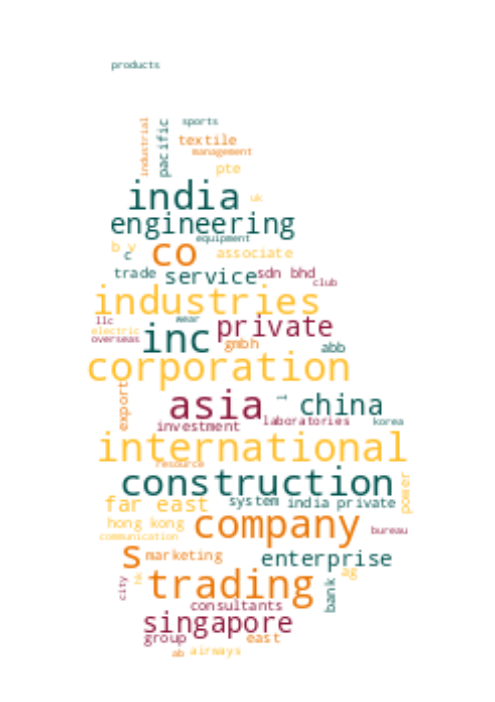 products
industrial
pacific
sports
textile
management
pte
india
uk
engineering
equipment
b v
c
co
associate
trade
service
sdn bhd
club
industries
llc
wear
electric
overseas
inc
private
gmbh
abb
corporation
export
asia
l
china
investment
laboratories
korea
international
resource
construction
power
far east
system
india private
hong kong
company
bureau
communication
s
marketing
enterprise
city
hk
trading
bank
ag
consultants
singapore
group
east
ab
airways